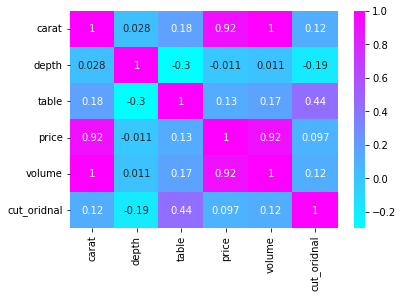 carat 1 0.028 0.18 0.92 1 0.12
depth 0.028 1 -0.3 -0.011 0.011 -0.19
table 0.18 -0.3 1 0.13 0.17 0.44
price 0.92 -0.011 0.13 1 0.92 0.097
volume 1 0.011 0.17 0.92 1 0.12
cut_oridnal 0.12 -0.19 0.44 0.097 0.12 1
carat depth table price volume cut_oridnal
1.0
0.8
0.6
0.4
0.2
0.0
−0.2